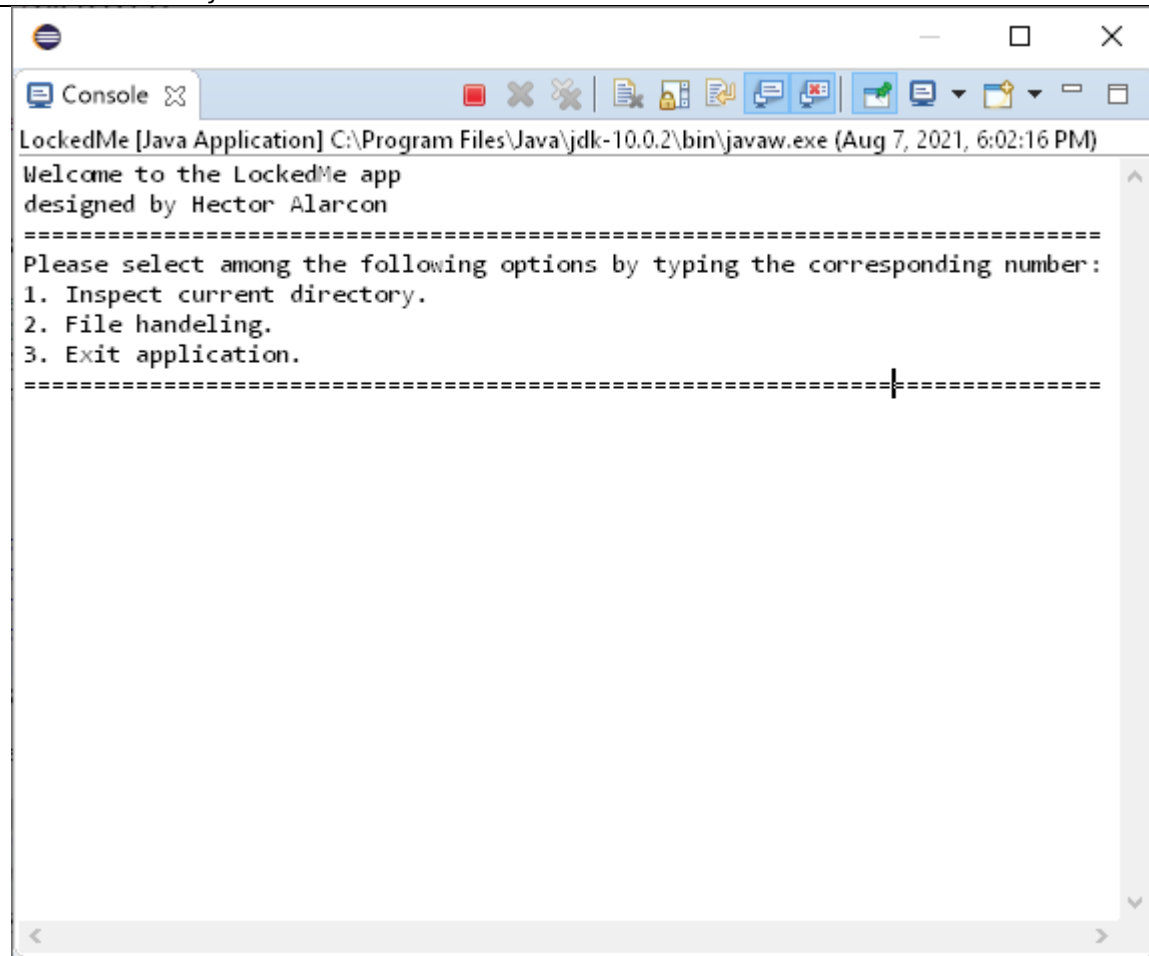 Console
LockedMe [Java Application] C:\Program Files\Java\jdk-10.0.2\bin\javaw.exe (Aug 7, 2021, 6:02:16 PM)
Welcome to the LockedMe app
designed by Hector Alarcon
=============================================================================
Please select among the following options by typing the corresponding number:
1. Inspect current directory.
2. File handeling.
3. Exit application.
=============================================================================